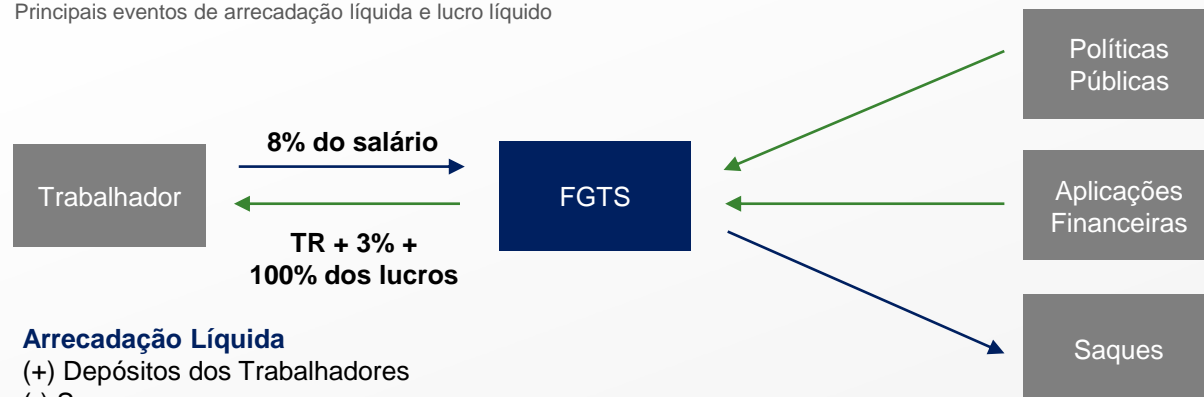 Principais eventos de arrecadação líquida e lucro líquido
Políticas
Públicas
8% do salário
Trabalhador
FGTS
Aplicações
Financeiras
TR + 3% +
100% dos lucros
Saques
Arrecadação Líquida
(+) Depósitos dos Trabalhadores